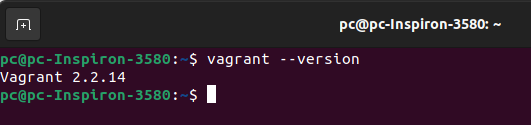 pc@pc-Inspiron-3580: ~
pc@pc-Inspiron-3580:~$ vagrant --version
Vagrant 2.2.14
pc@pc-Inspiron-3580:~$